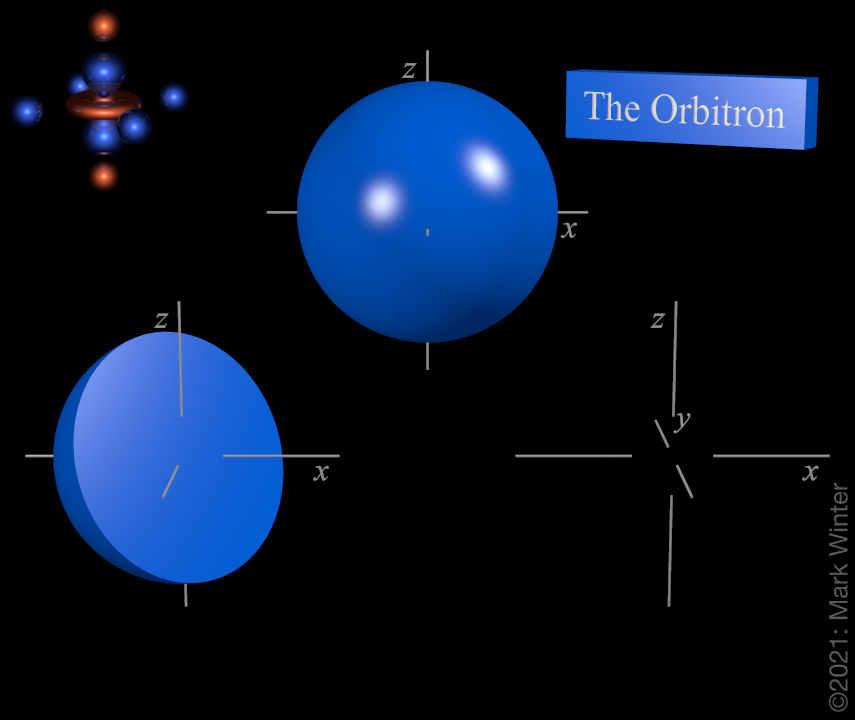 z
The Orbitron
x
z
x
z
y
x
©2021: Mark Winter